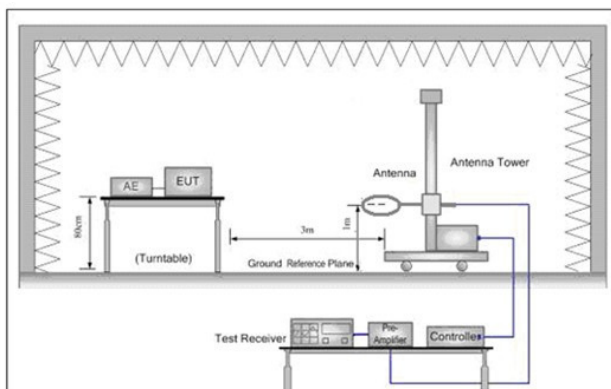 AE
EUT
80cm
(Turntable)
3m
Ground Reference Plane
1m
Antenna
Antenna Tower
Test Receiver
Pre-
Amplifier
Controller